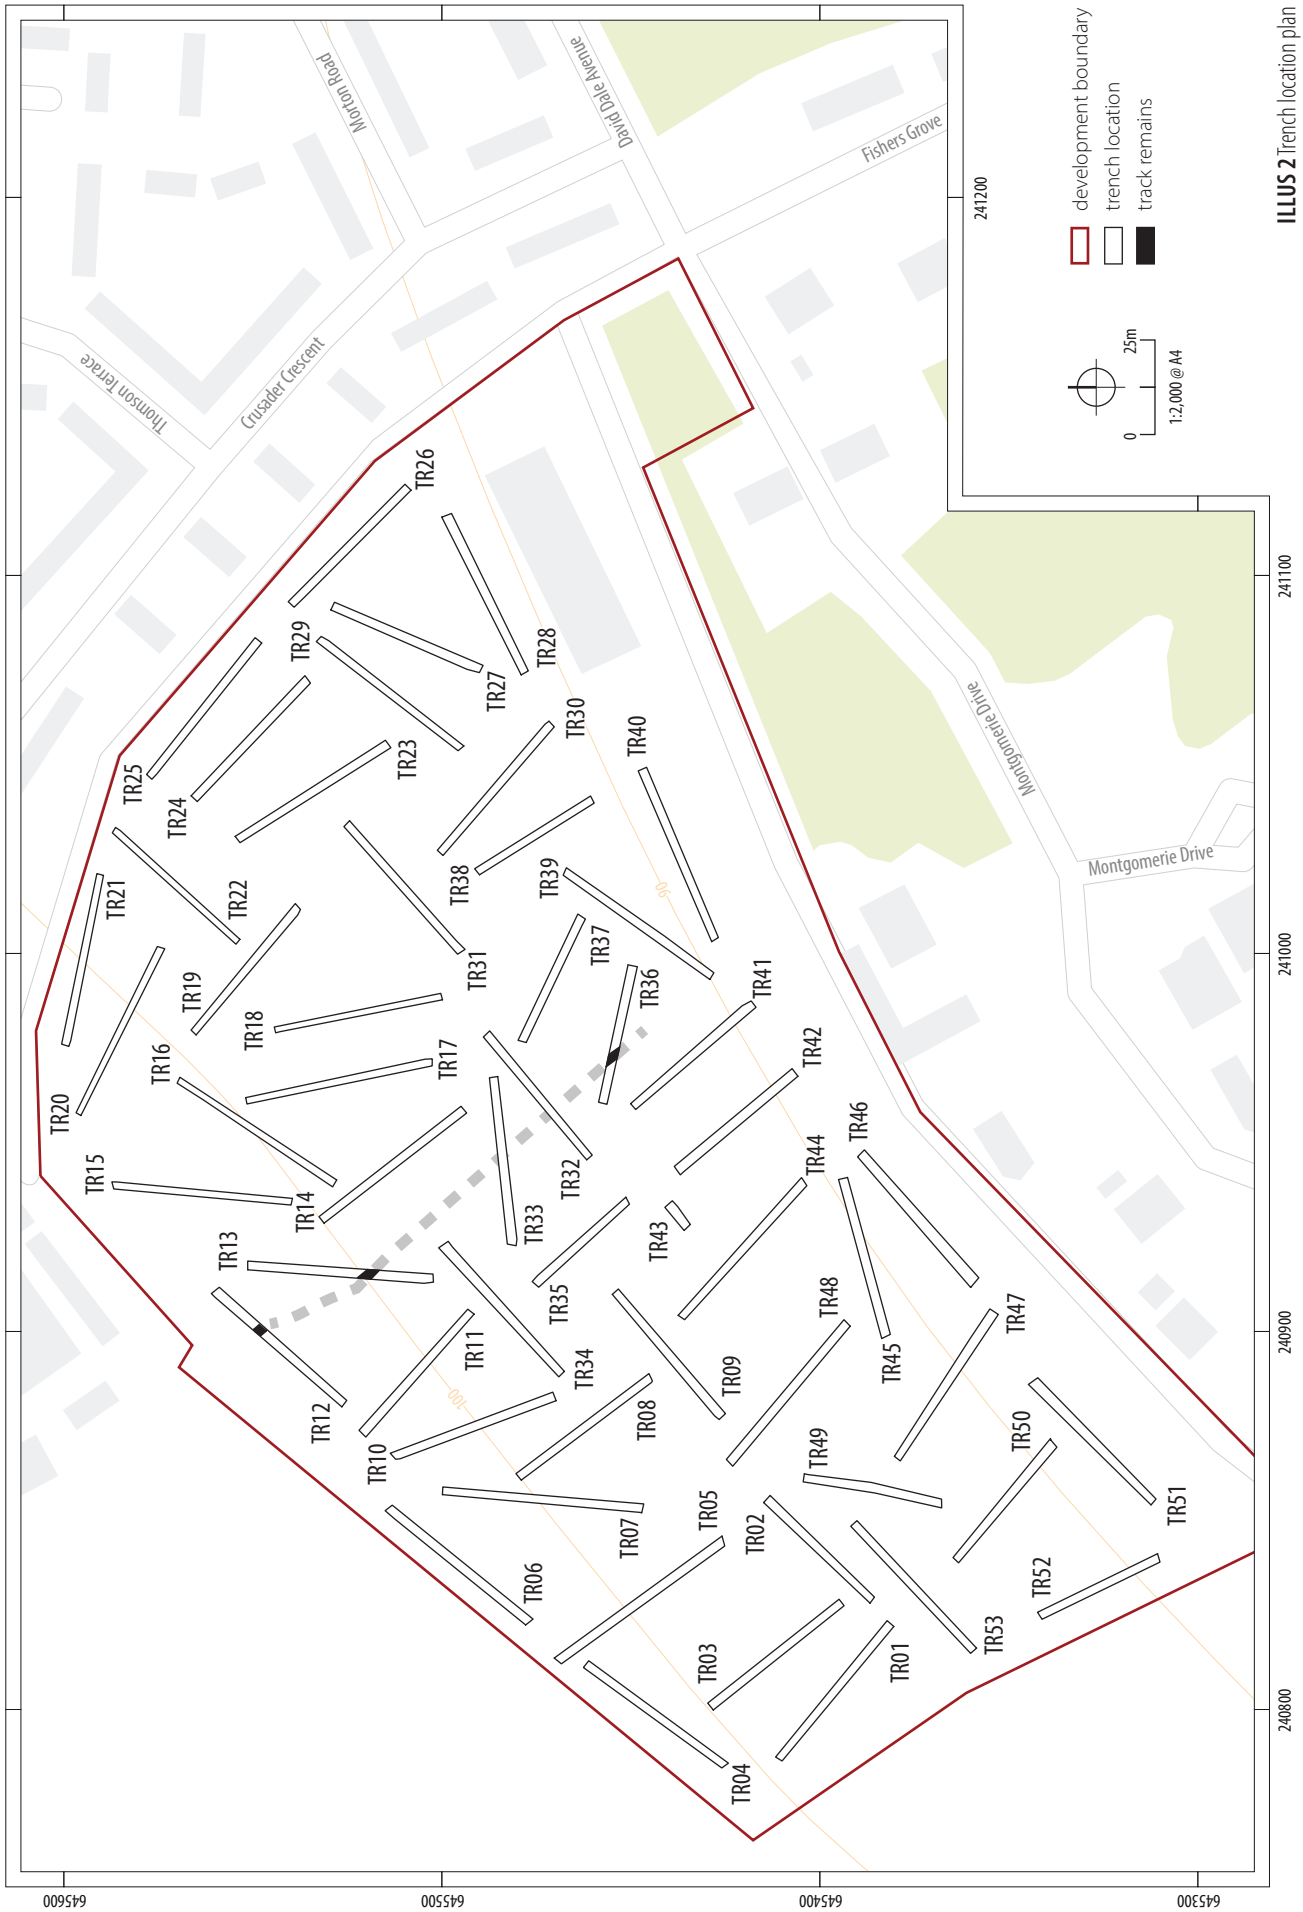 Morton Road
David Dale Avenue
Fishers Grove
Thomson Terrace
Crusader Crescent
Montgomerie Drive
Montgomerie Drive
TR26
TR29
TR28
TR27
TR25
TR24
TR23
TR30
TR40
TR21
TR22
TR38
TR39
TR19
TR31
TR37
TR18
TR36
TR41
TR16
TR17
TR42
TR20
TR15
TR14
TR32
TR33
TR43
TR44
TR46
TR13
TR35
TR48
TR47
TR11
TR34
TR45
TR12
TR10
TR08
TR09
TR49
TR50
TR07
TR05
TR02
TR51
TR06
TR52
TR03
TR01
TR53
TR04
90
100
645600
645500
645400
645300
240800
240900
241000
241100
241200
development boundary
trench location
track remains
0
25m
1:2,000 @ A4
ILLUS 2 Trench location plan